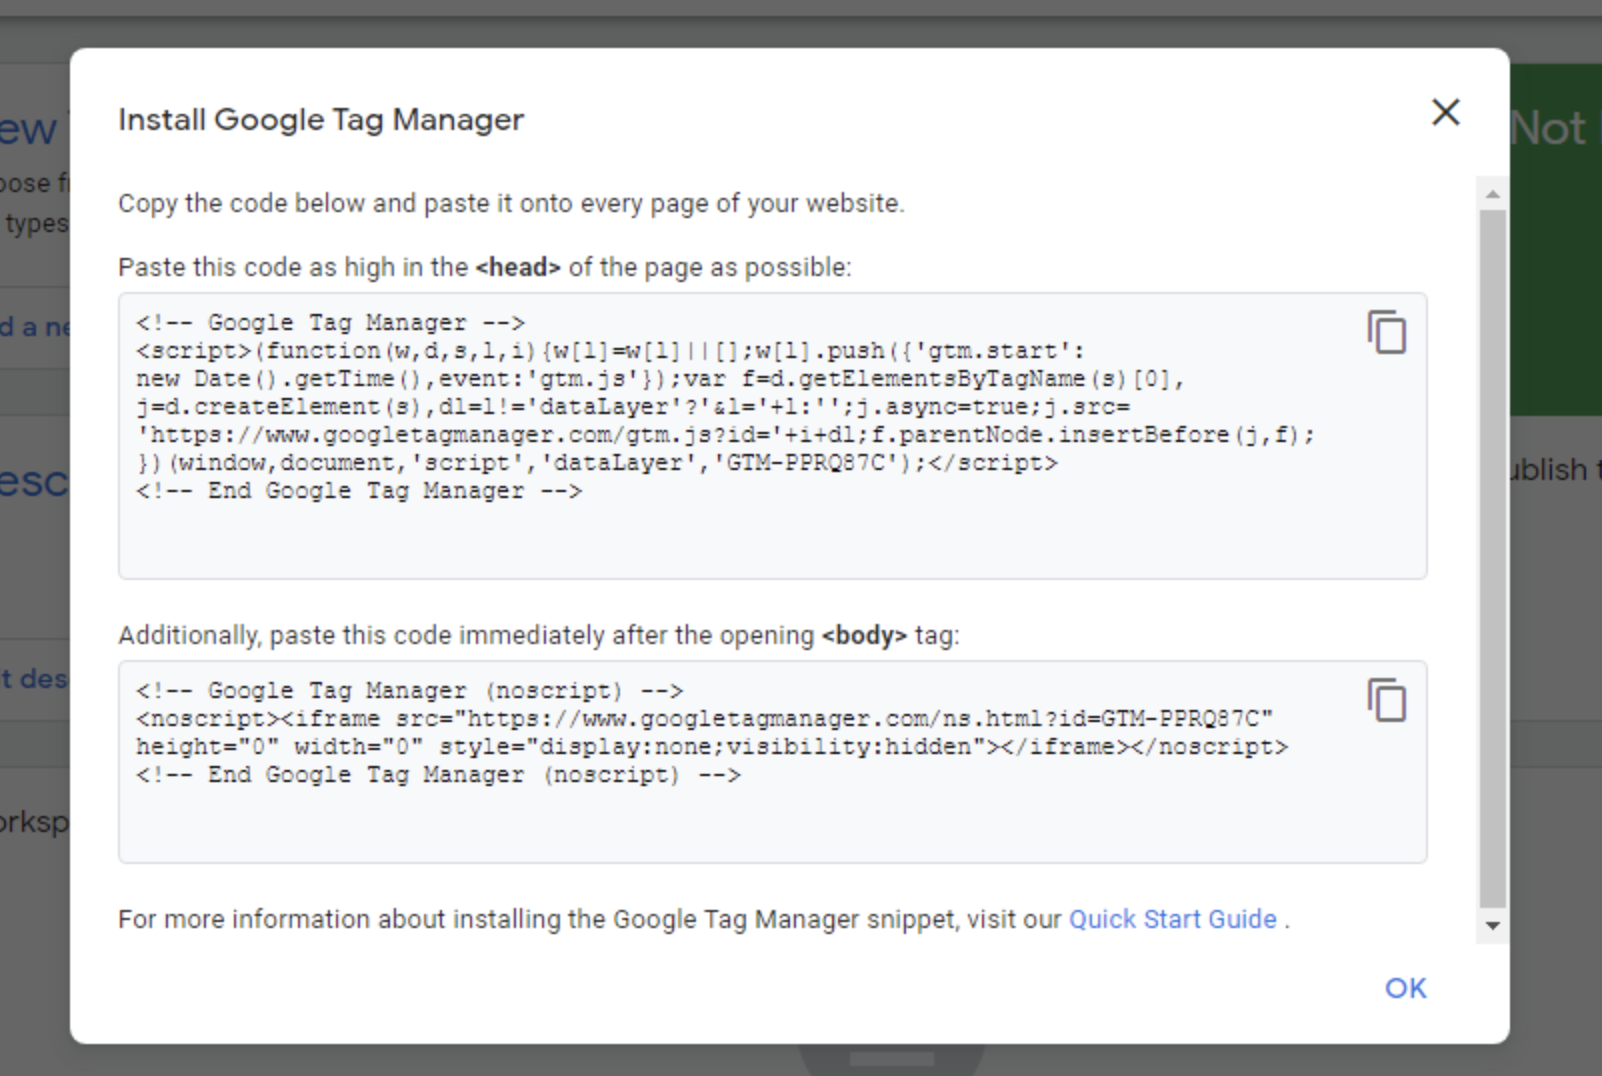 Install Google Tag Manager
Copy the code below and paste it onto every page of your website.
Paste this code as high in the <head> of the page as possible:
<!-- Google Tag Manager -->
<script>(function(w,d,s,l,i){w[l]=w[l]||[];w[l].push({'gtm.start':
new Date().getTime(),event:'gtm.js'});var f=d.getElementsByTagName(s)[0],
j=d.createElement(s),dl=l!='dataLayer'?'&l='+l:'';j.async=true;j.src=
'https://www.googletagmanager.com/gtm.js?id='+i+dl;f.parentNode.insertBefore(j,f);
})(window,document,'script','dataLayer','GTM-PPRQ87C');</script>
<!-- End Google Tag Manager -->
Additionally, paste this code immediately after the opening <body> tag:
<!-- Google Tag Manager (noscript) -->
<noscript><iframe src="https://www.googletagmanager.com/ns.html?id=GTM-PPRQ87C"
height="0" width="0" style="display:none;visibility:hidden"></iframe></noscript>
<!-- End Google Tag Manager (noscript) -->
For more information about installing the Google Tag Manager snippet, visit our Quick Start Guide .
OK
ew
Not
types
d a ne
esc
ublish t
t des
orksp